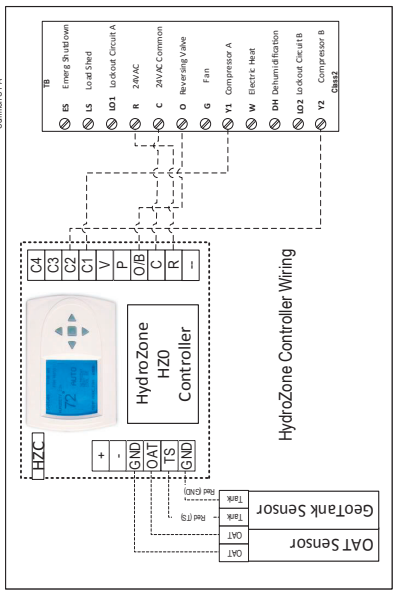 TB
ES Emerg Shutdown
LS Load Shed
LO1 Lockout Circuit A
R 24VAC
C 24VAC Common
O Reversing Valve
G Fan
Y1 Compressor A
W Electric Heat
DH Dehumidification
LO2 Lockout Circuit B
Y2 Compressor B
Class2
C4
C3
C2
C1
V
P
O/B
C
R
--
HZC
HydroZone
HZ0
Controller
72
AUTO
+
-
GND
OAT
TS
GND
HydroZone Controller Wiring
Red (GND)
Red (TS)
Tank
Tank
OAT
OAT
GeoTank Sensor
OAT Sensor